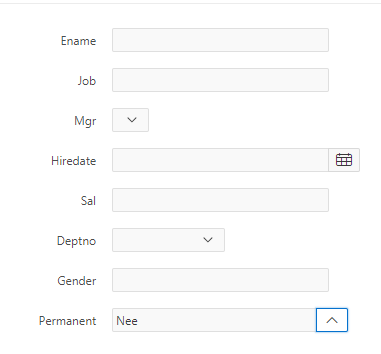 Ename
Job
Mgr
Hiredate
Sal
Deptno
Gender
Permanent Nee